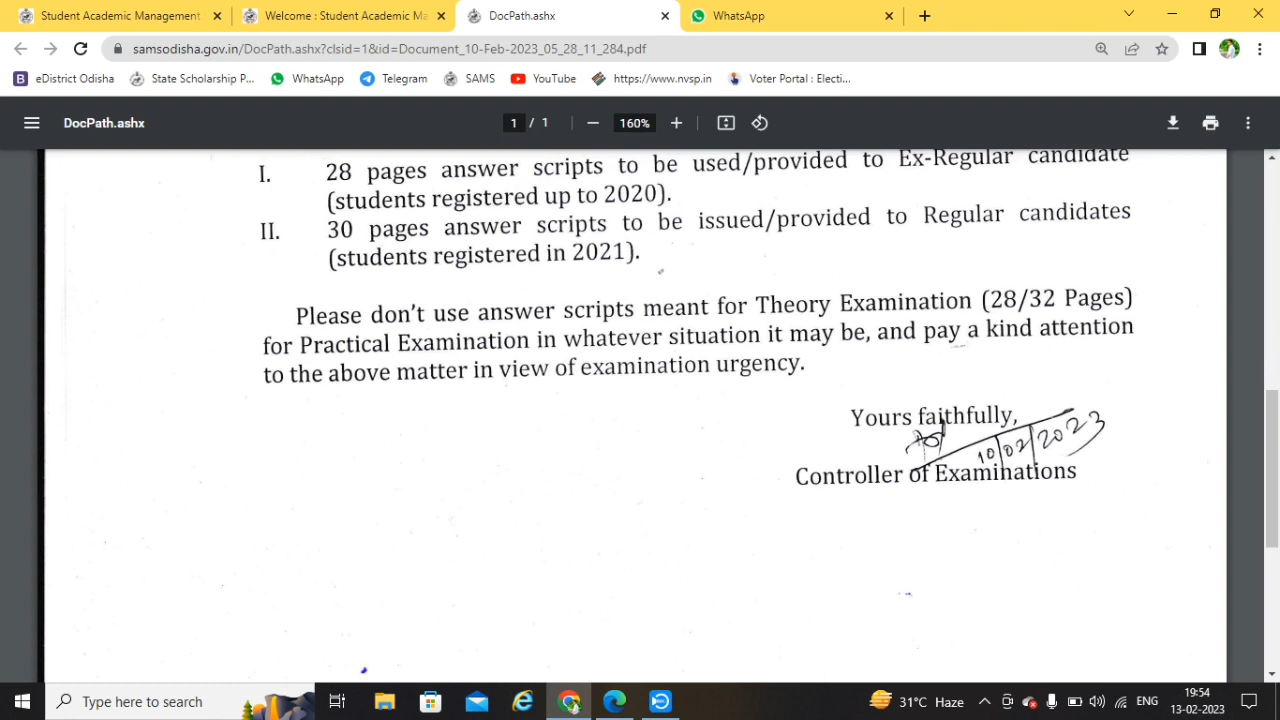 Student Academic Management
Welcome : Student Academic Ma
DocPath.ashx
WhatsApp
samsodisha.gov.in/DocPath.ashx?clsid=1&id=Document_10-Feb-2023_05_28_11_284.pdf
eDistrict Odisha
State Scholarship P...
WhatsApp
Telegram
SAMS
YouTube
https://www.nvsp.in
Voter Portal : Electi...
DocPath.ashx
1 / 1
160%
I. 28 pages answer scripts to be used/provided to Ex-Regular candidate
(students registered up to 2020).
II. 30 pages answer scripts to be issued/provided to Regular candidates
(students registered in 2021).
Please don't use answer scripts meant for Theory Examination (28/32 Pages)
for Practical Examination in whatever situation it may be, and pay a kind attention
to the above matter in view of examination urgency.
Yours faithfully,
10/02/2023
Controller of Examinations
Type here to search
31°C Haze
ENG
19:54
13-02-2023